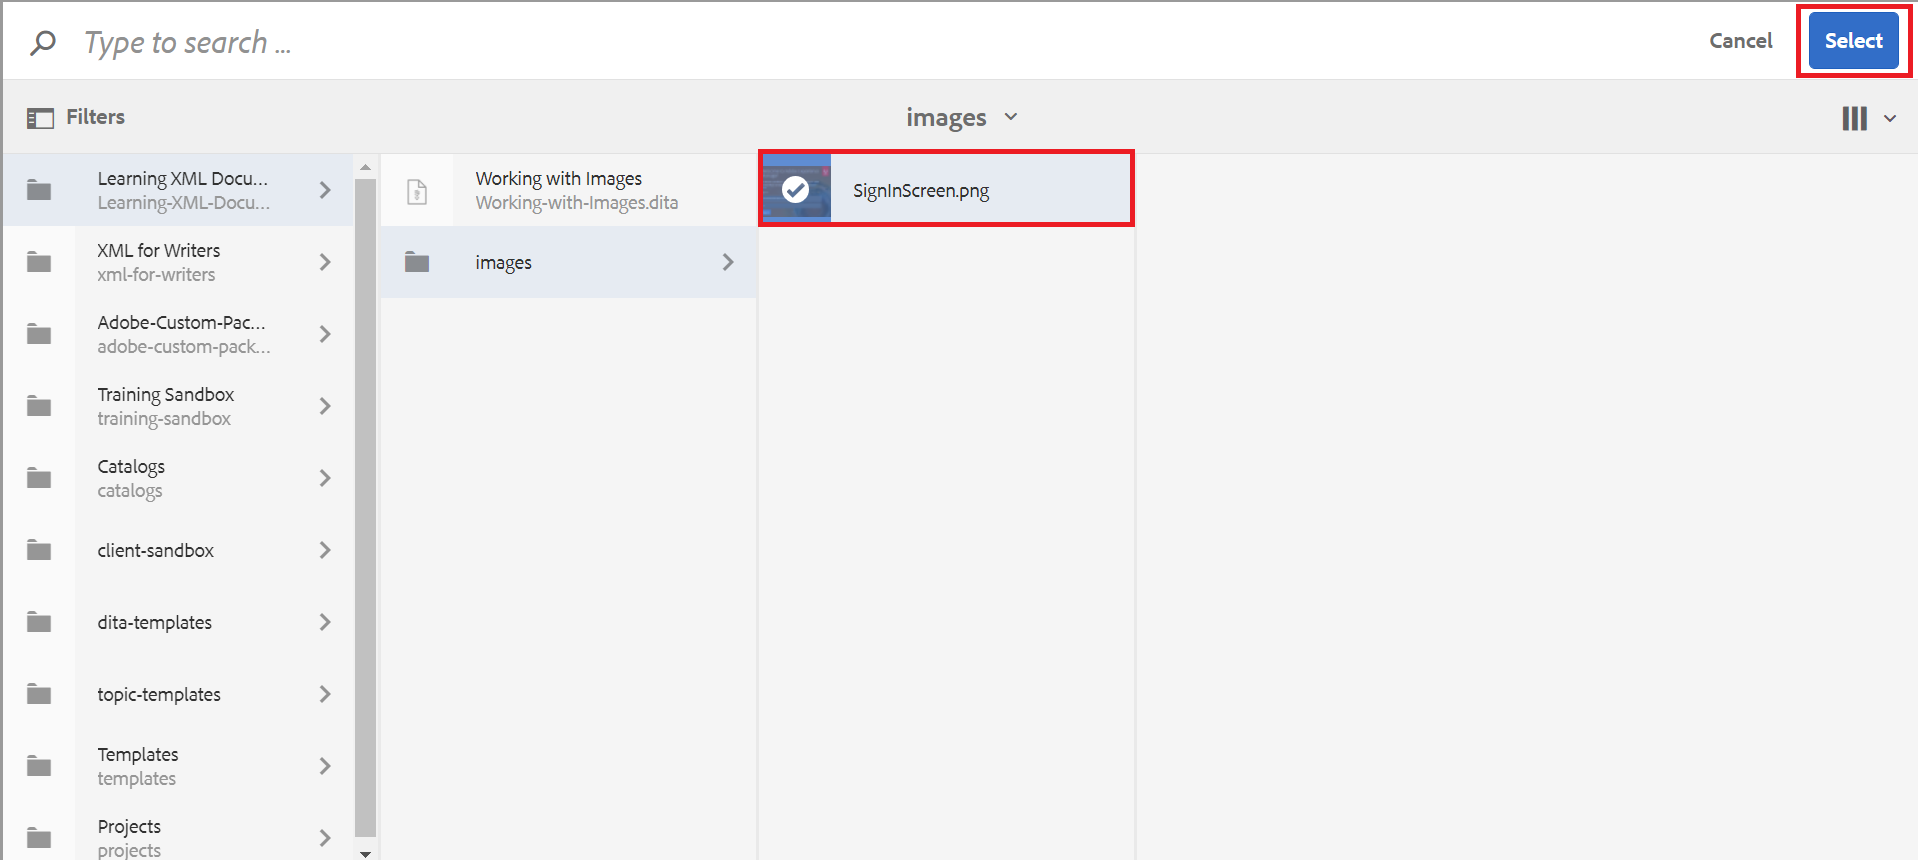 Type to search ...
Cancel
Select
Filters
images
Learning XML Docu...
Learning-XML-Docu...
XML for Writers
xml-for-writers
Adobe-Custom-Pac...
adobe-custom-pack...
Training Sandbox
training-sandbox
Catalogs
catalogs
client-sandbox
dita-templates
topic-templates
Templates
templates
Projects
projects
Working with Images
Working-with-Images.dita
images
SignInScreen.png